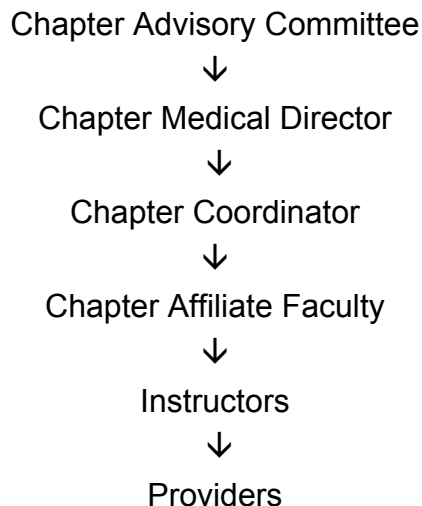 Chapter Advisory Committee
↓
Chapter Medical Director
↓
Chapter Coordinator
↓
Chapter Affiliate Faculty
↓
Instructors
↓
Providers